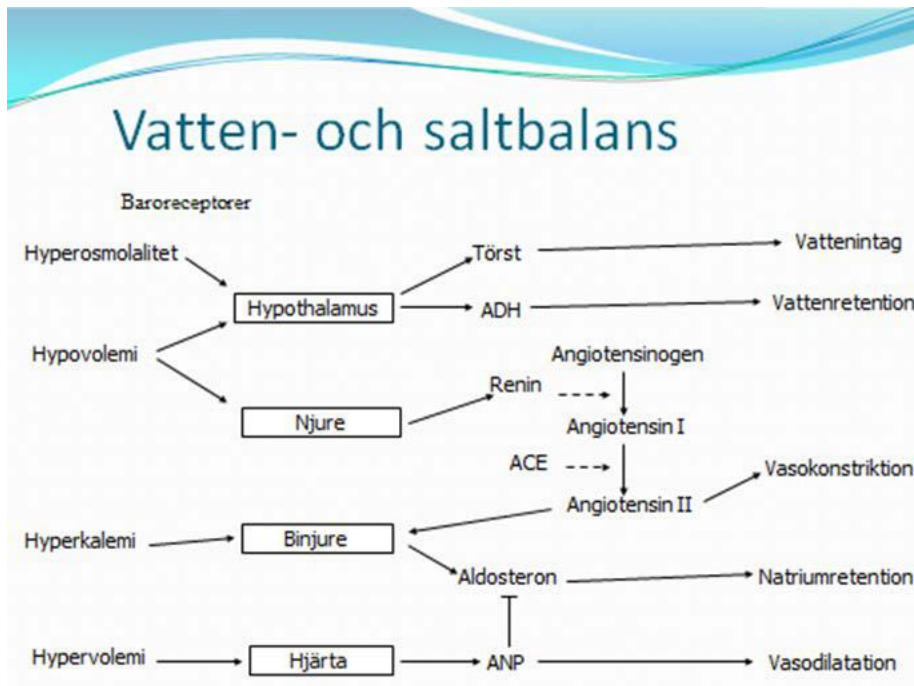 Vatten- och saltbalans
Baroreceptorer
Hyperosmolalitet
Törst
Vattenintag
Hypothalamus
ADH
Vattenretention
Hypovolemi
Angiotensinogen
Renin
Njure
Angiotensin I
ACE
Vasokonstriktion
Angiotensin II
Hyperkalemi
Binjure
Aldosteron
Natriumretention
Hypervolemi
Hjärta
ANP
Vasodilatation